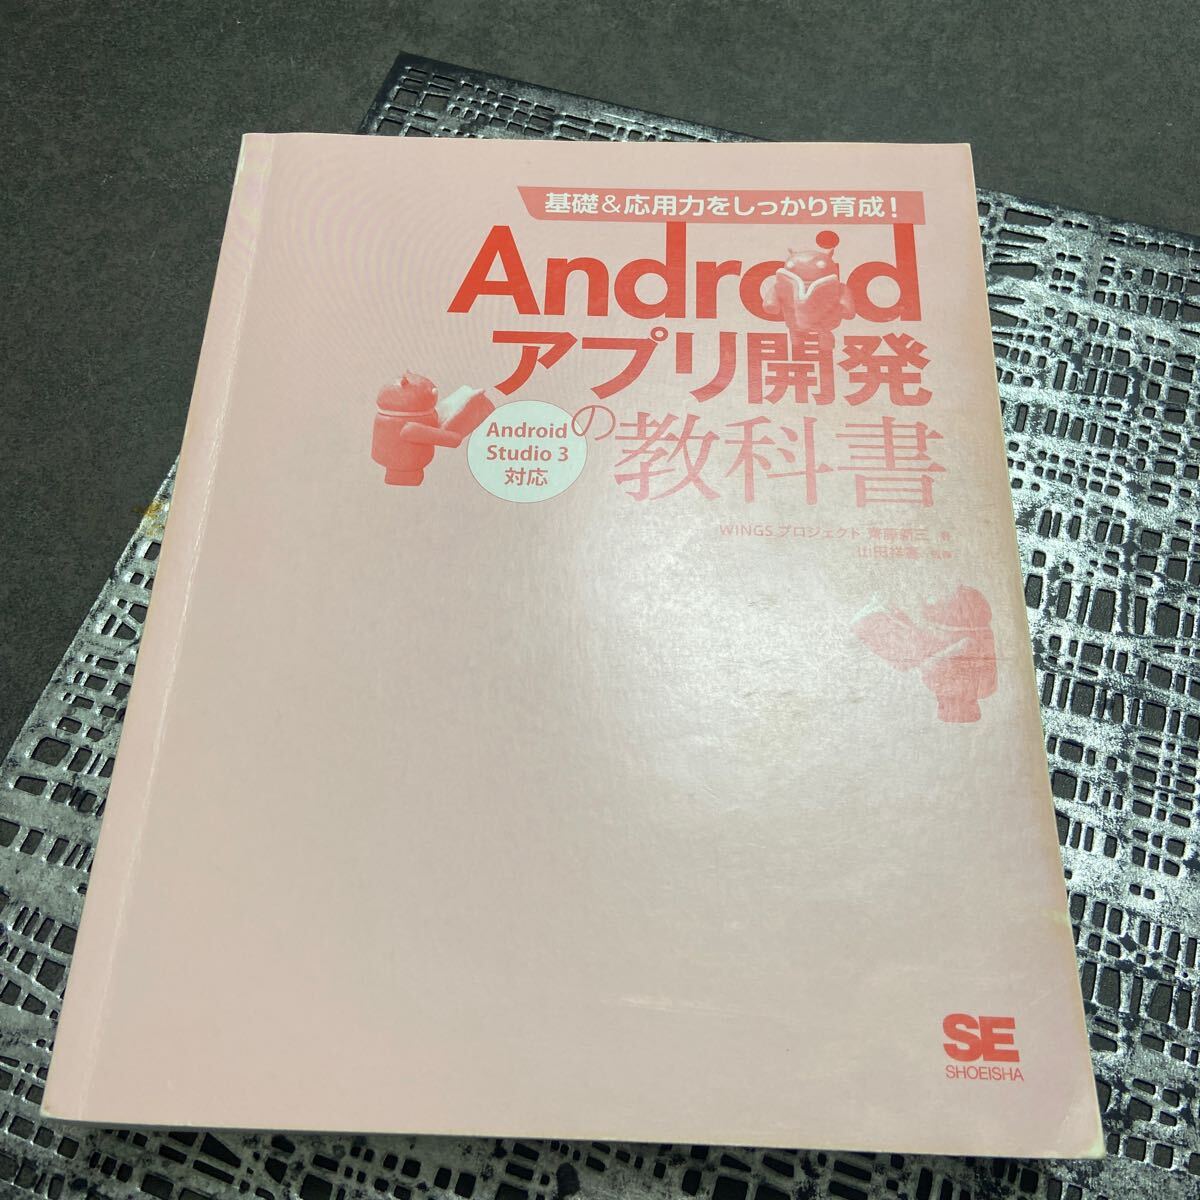 基礎&応用力をしっかり育成!
Android
アプリ開発
の教科書
Android
Studio 3
対応
WINGSプロジェクト 齊藤新三 著
山田祥寛 監修
SE
SHOEISHA